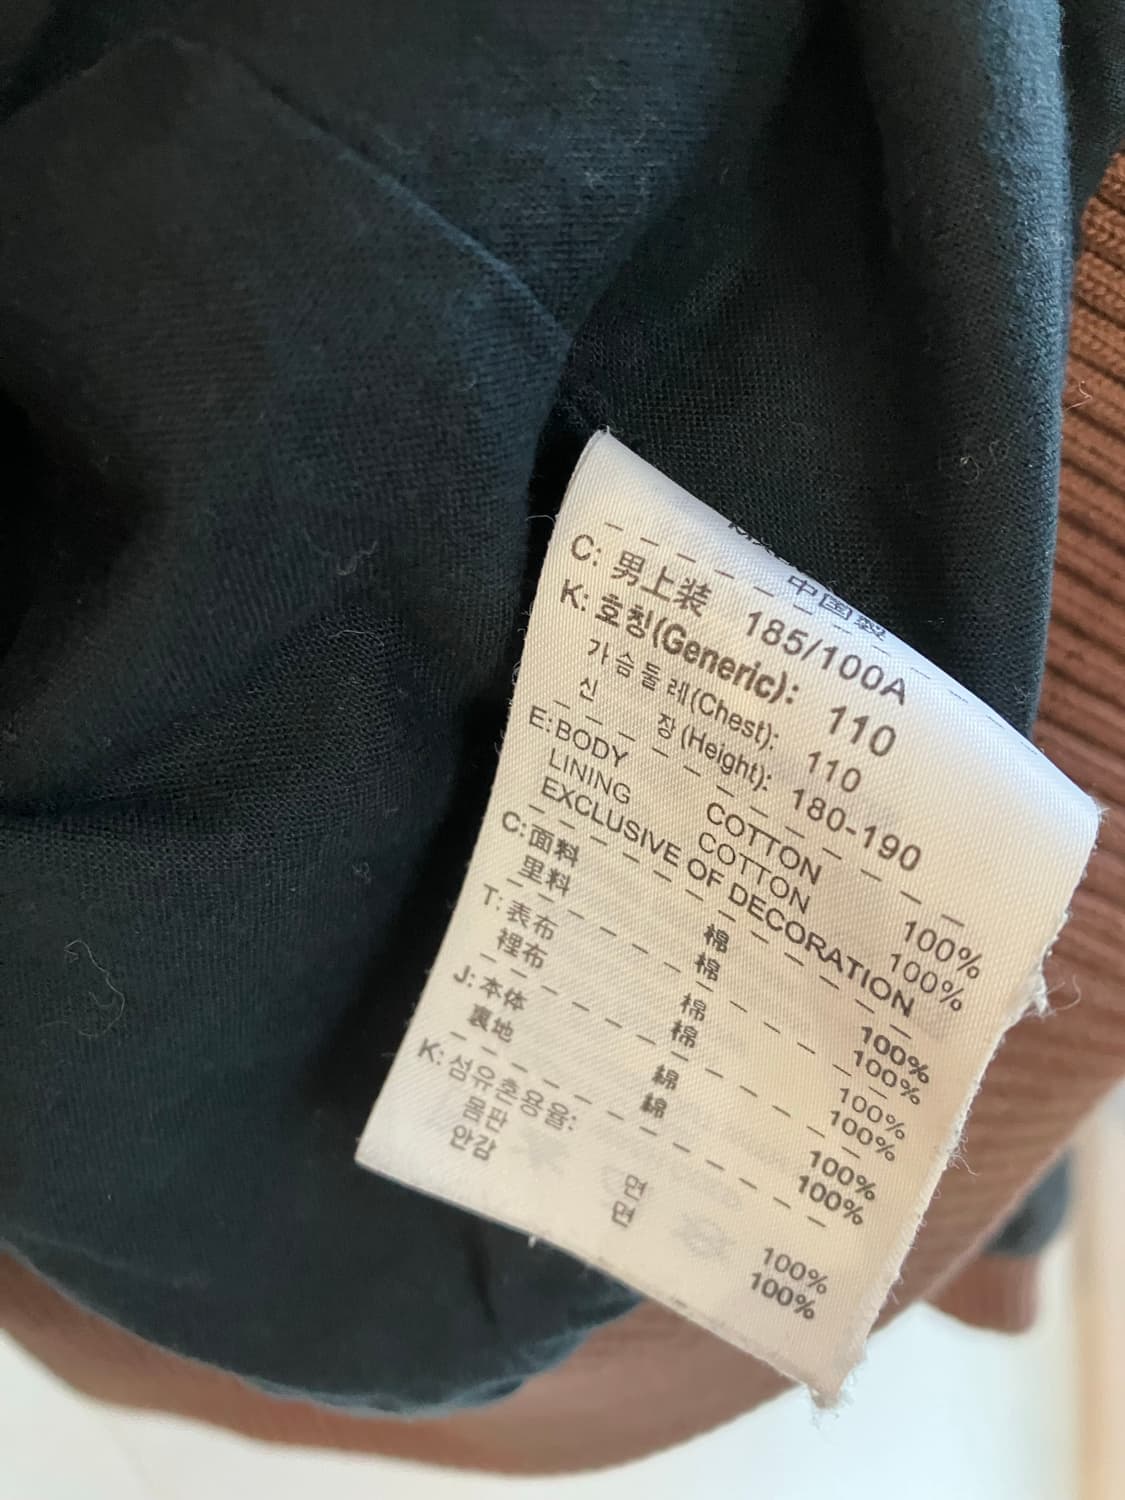 中国製
C: 男上装 185/100A
K: 호칭(Generic): 110
가슴둘레(Chest): 110
신 장(Height): 180-190
E: BODY COTTON 100%
LINING COTTON 100%
EXCLUSIVE OF DECORATION
C: 面料 棉 100%
里料 棉 100%
T: 表布 棉 100%
裡布 棉 100%
J: 本体 綿 100%
裏地 綿 100%
K: 섬유혼용율:
몸판 면 100%
안감 면 100%